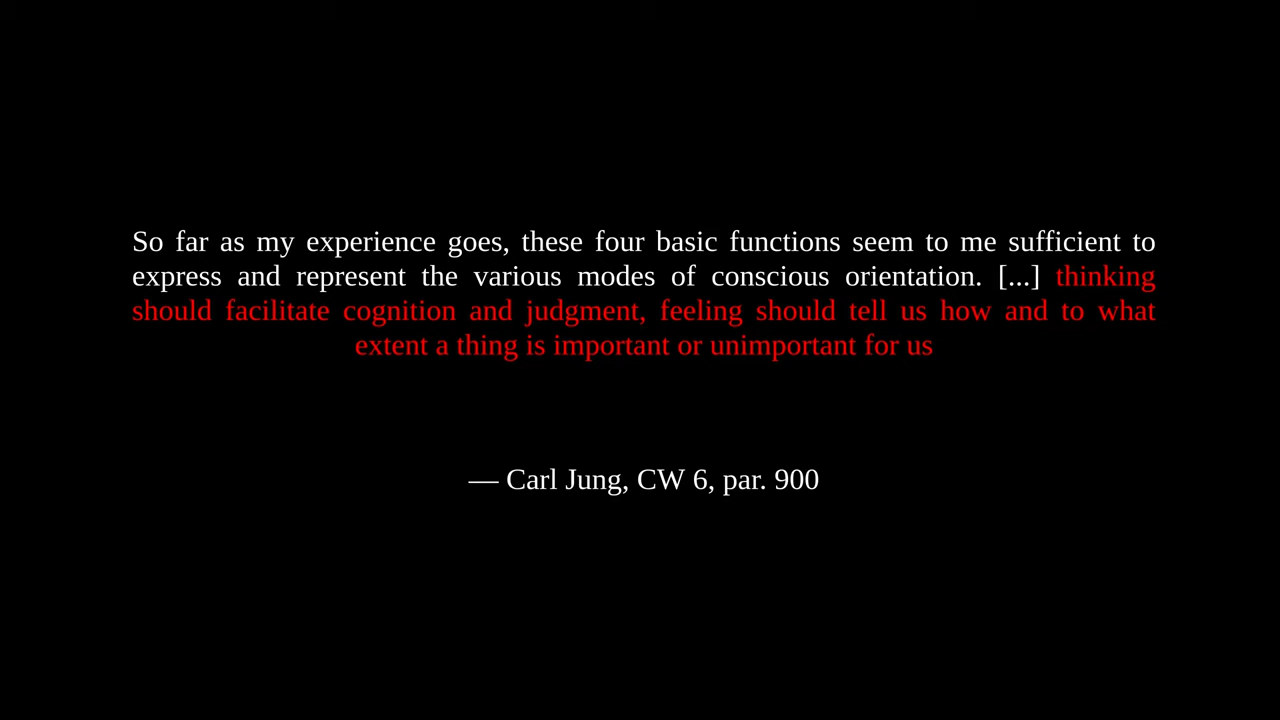 So far as my experience goes, these four basic functions seem to me sufficient to
express and represent the various modes of conscious orientation. [...] thinking
should facilitate cognition and judgment, feeling should tell us how and to what
extent a thing is important or unimportant for us
— Carl Jung, CW 6, par. 900